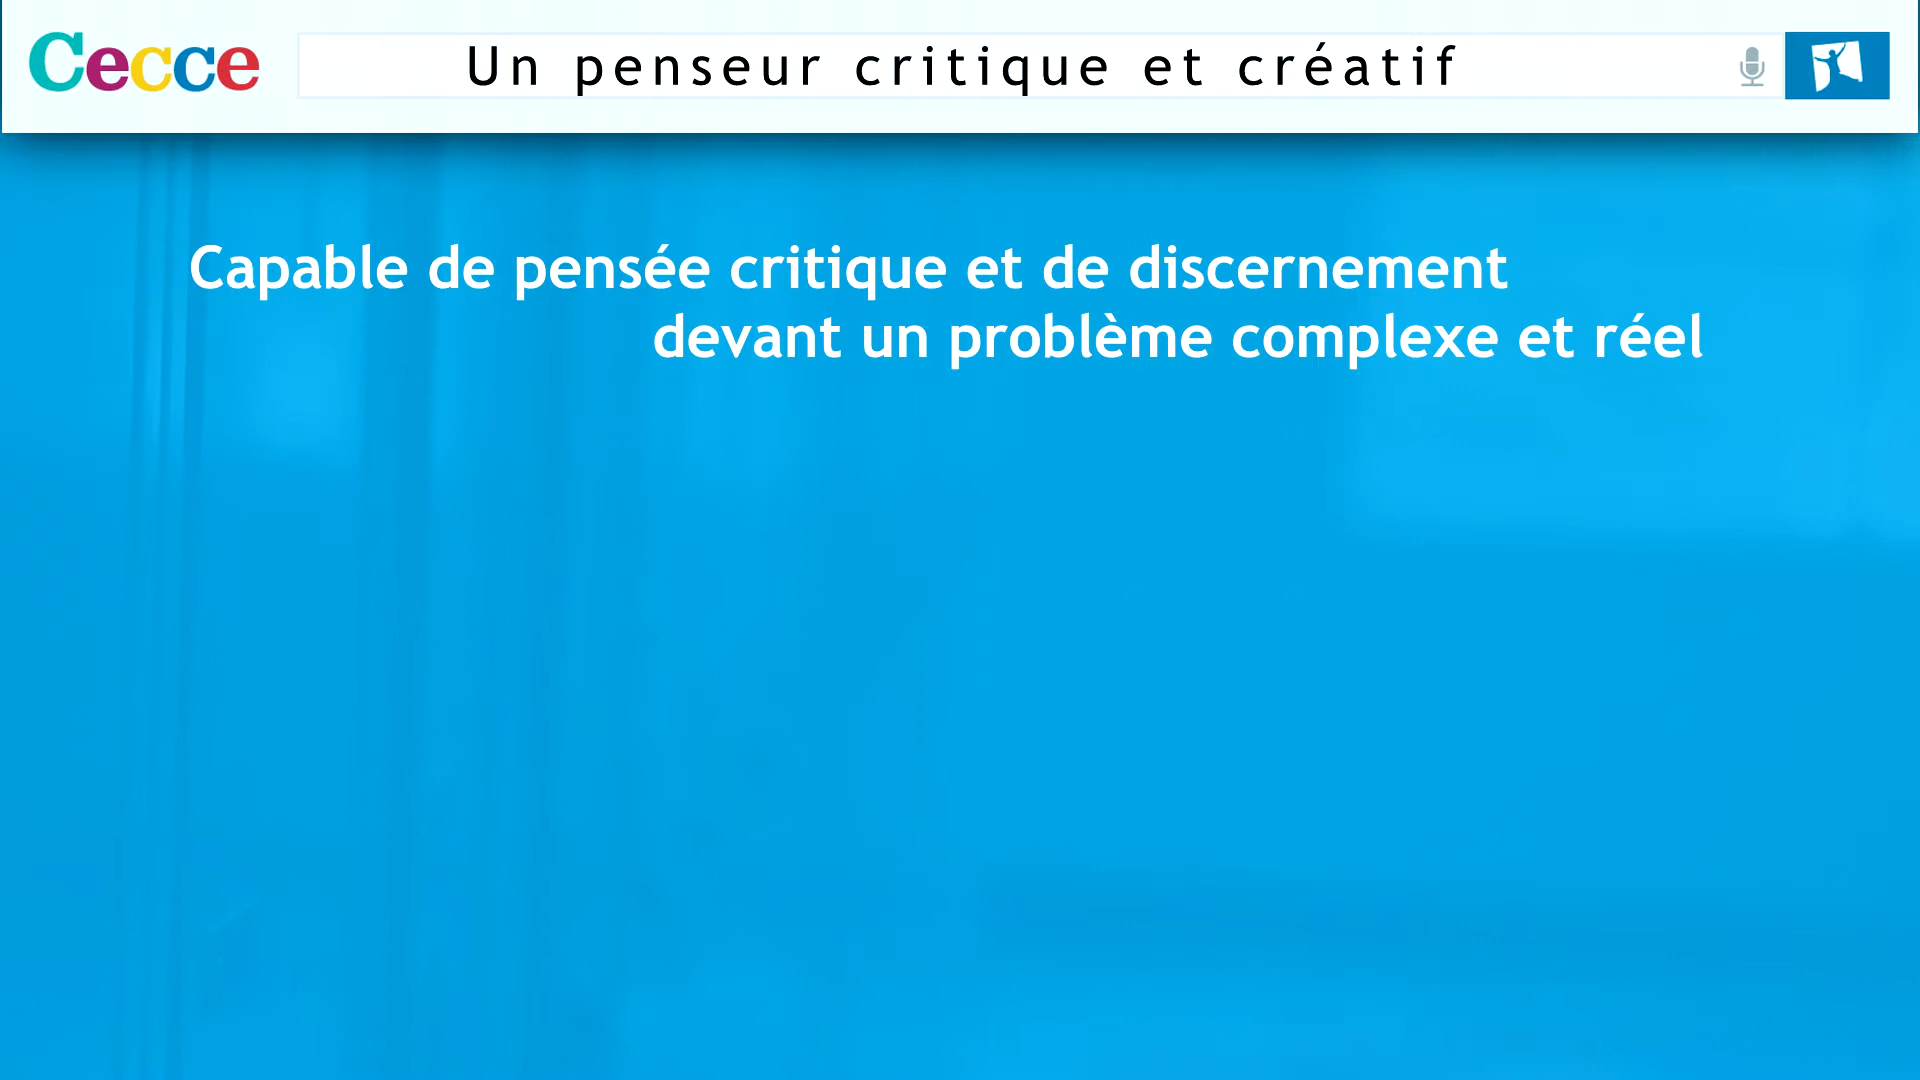 Cecce
Un penseur critique et créatif
Capable de pensée critique et de discernement
devant un problème complexe et réel